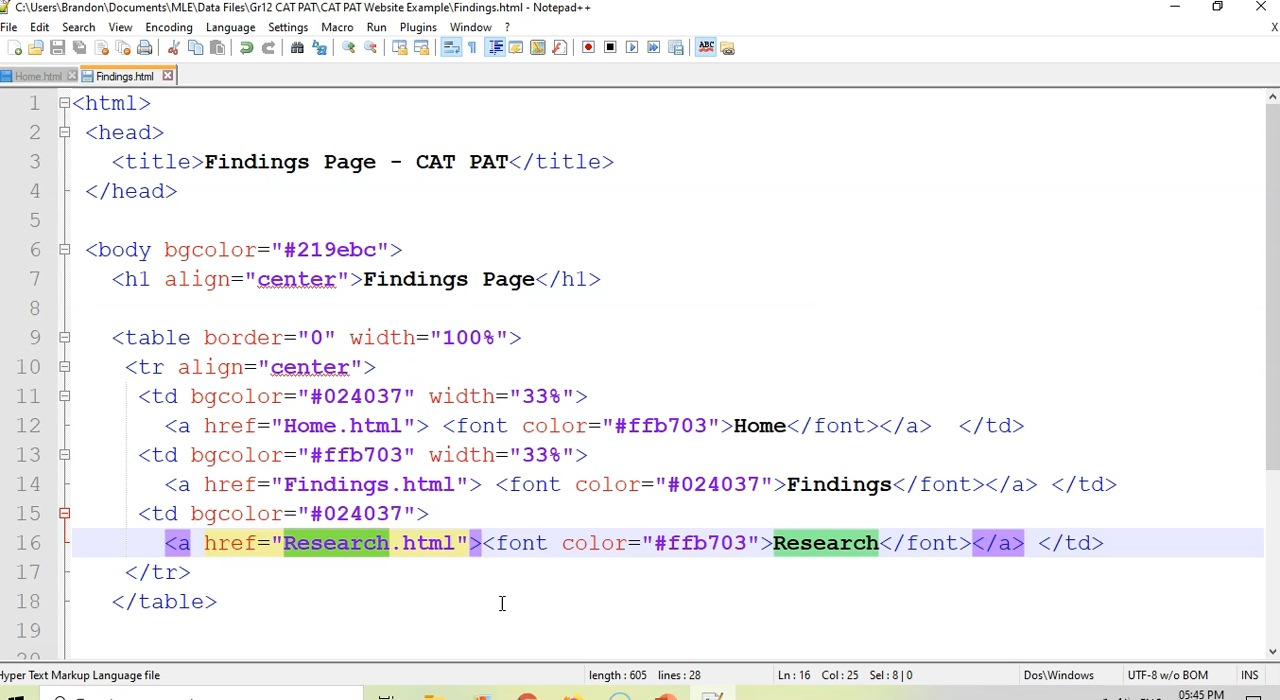 C:\Users\Brandon\Documents\MLE\Data Files\Gr12 CAT PAT\CAT PAT Website Example\Findings.html - Notepad++
File Edit Search View Encoding Language Settings Macro Run Plugins Window ?
X
ABC
Home.html Findings.html
1 <html>
2 <head>
3 <title>Findings Page - CAT PAT</title>
4 </head>
5
6 <body bgcolor="#219ebc">
7 <h1 align="center">Findings Page</h1>
8
9 <table border="0" width="100%">
10 <tr align="center">
11 <td bgcolor="#024037" width="33%">
12 <a href="Home.html"> <font color="#ffb703">Home</font></a> </td>
13 <td bgcolor="#ffb703" width="33%">
14 <a href="Findings.html"> <font color="#024037">Findings</font></a> </td>
15 <td bgcolor="#024037">
16 <a href="Research.html"><font color="#ffb703">Research</font></a> </td>
17 </tr>
18 </table>
19
20
Hyper Text Markup Language file length : 605 lines : 28 Ln : 16 Col : 25 Sel : 8 | 0 Dos\Windows UTF-8 w/o BOM INS
05:45 PM